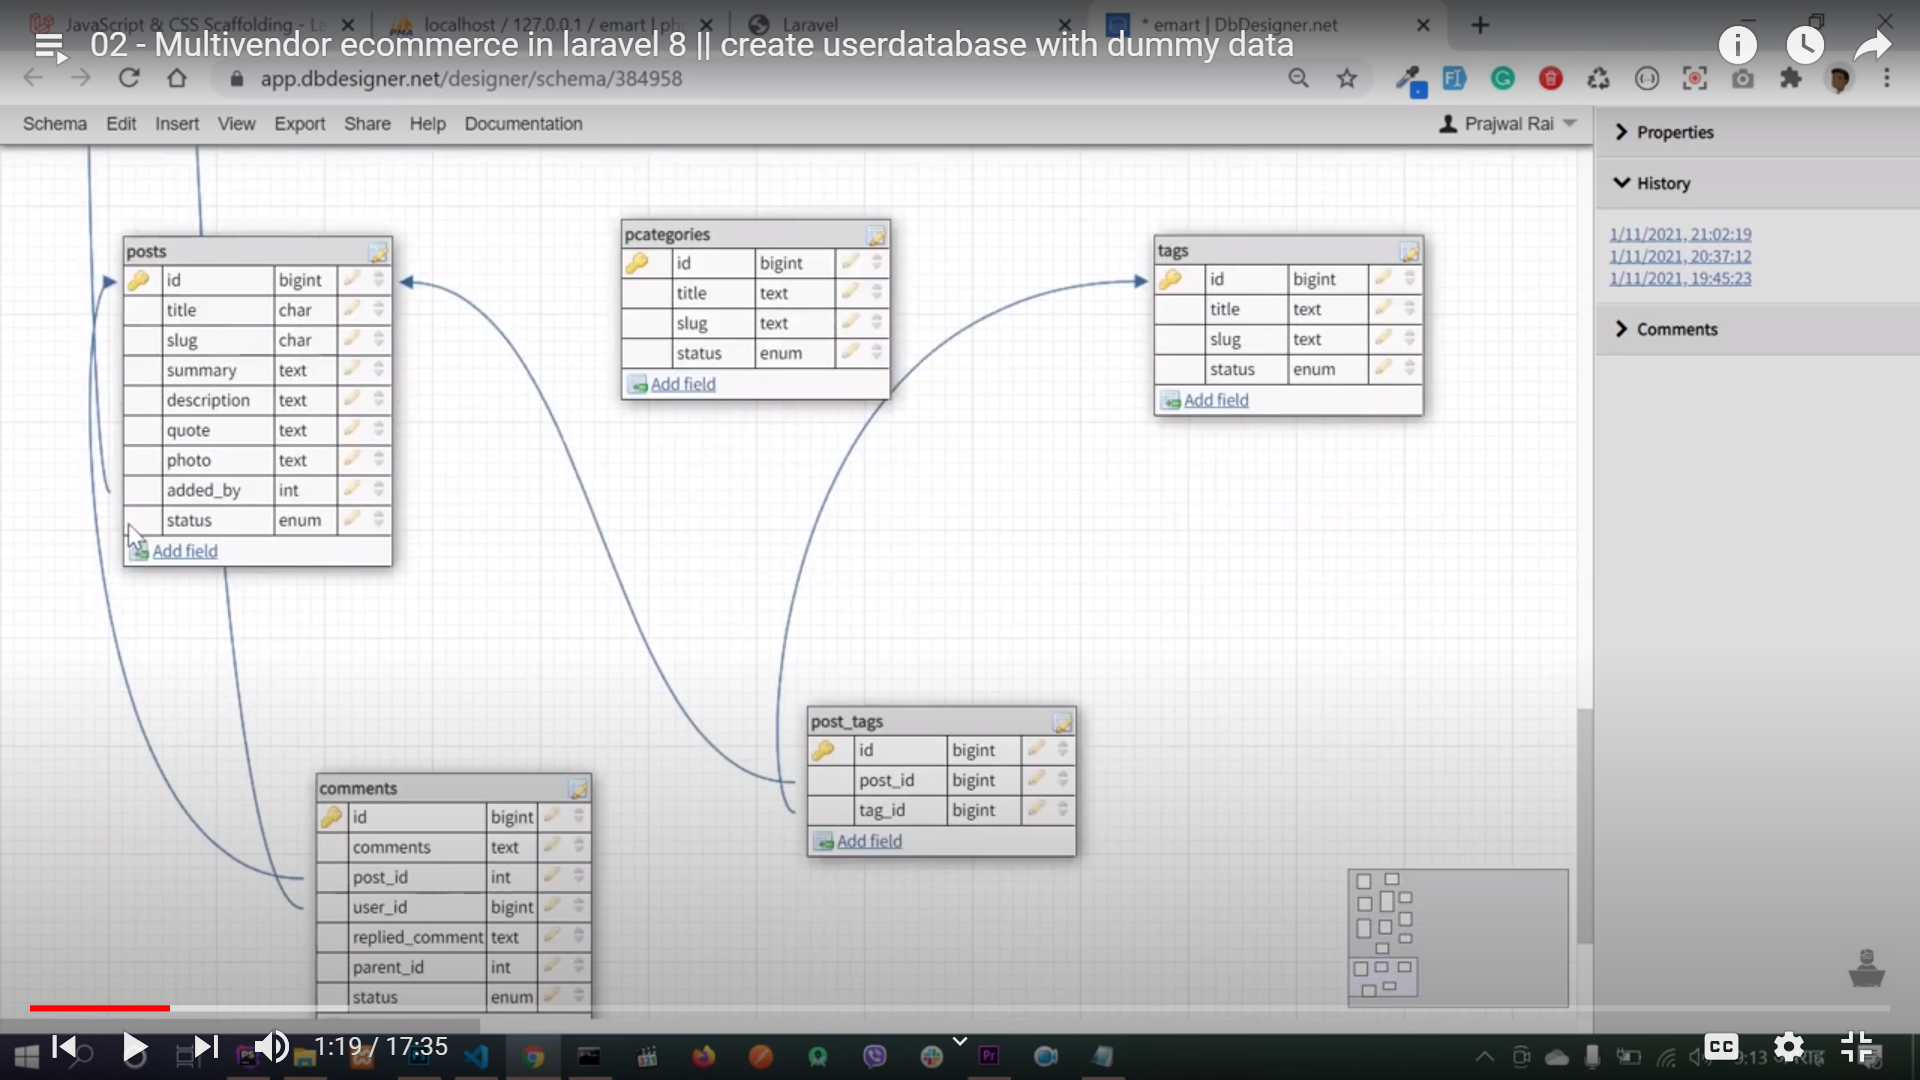 JavaScript & CSS Scaffolding - La
localhost / 127.0.0.1 / emart | ph
Laravel
* emart | DbDesigner.net
02 - Multivendor ecommerce in laravel 8 || create userdatabase with dummy data
app.dbdesigner.net/designer/schema/384958
Schema Edit Insert View Export Share Help Documentation
Prajwal Rai
Properties
History
1/11/2021, 21:02:19
1/11/2021, 20:37:12
1/11/2021, 19:45:23
Comments
posts
id bigint
title char
slug char
summary text
description text
quote text
photo text
added_by int
status enum
Add field
pcategories
id bigint
title text
slug text
status enum
Add field
tags
id bigint
title text
slug text
status enum
Add field
post_tags
id bigint
post_id bigint
tag_id bigint
Add field
comments
id bigint
comments text
post_id int
user_id bigint
replied_comment text
parent_id int
status enum
1:19 / 17:35
CC